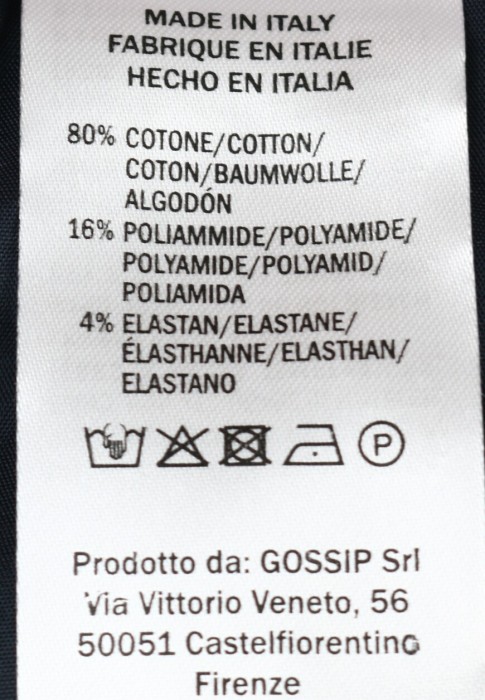 MADE IN ITALY
FABRIQUE EN ITALIE
HECHO EN ITALIA
80% COTONE/COTTON/
COTON/BAUMWOLLE/
ALGODÓN
16% POLIAMMIDE/POLYAMIDE/
POLYAMIDE/POLYAMID/
POLIAMIDA
4% ELASTAN/ELASTANE/
ÉLASTHANNE/ELASTHAN/
ELASTANO
P
Prodotto da: GOSSIP Srl
Via Vittorio Veneto, 56
50051 Castelfiorentino
Firenze